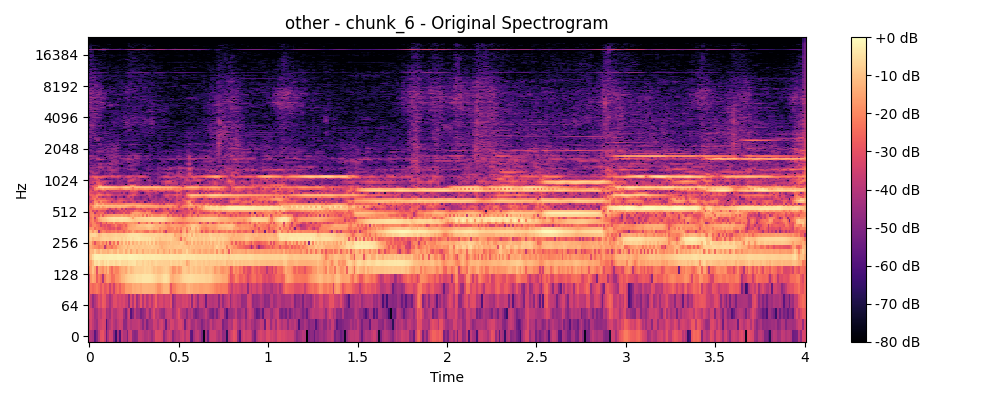 other - chunk_6 - Original Spectrogram
Hz
16384
8192
4096
2048
1024
512
256
128
64
0
0 0.5 1 1.5 2 2.5 3 3.5 4
Time
+0 dB
-10 dB
-20 dB
-30 dB
-40 dB
-50 dB
-60 dB
-70 dB
-80 dB